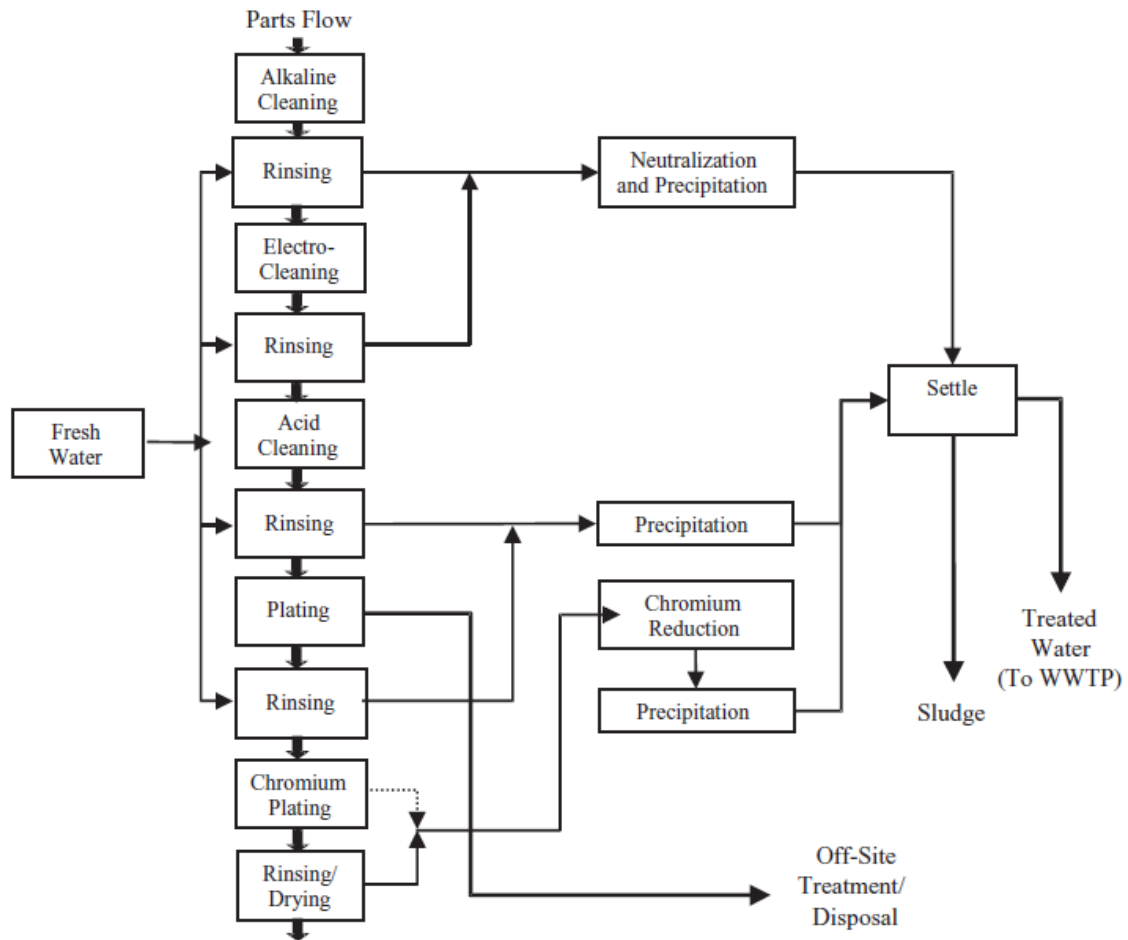 Parts Flow
Alkaline
Cleaning
Rinsing
Neutralization
and Precipitation
Electro-
Cleaning
Rinsing
Settle
Fresh
Water
Acid
Cleaning
Rinsing
Precipitation
Plating
Chromium
Reduction
Treated
Water
(To WWTP)
Rinsing
Precipitation
Sludge
Chromium
Plating
Rinsing/
Drying
Off-Site
Treatment/
Disposal